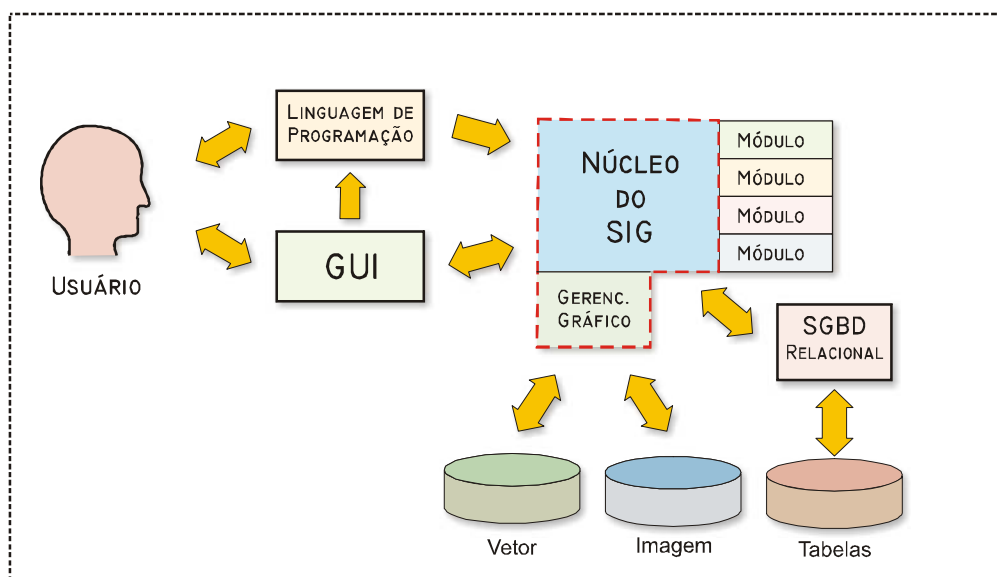 LINGUAGEM DE
PROGRAMAÇÃO
NÚCLEO
DO
SIG
MÓDULO
MÓDULO
MÓDULO
MÓDULO
USUÁRIO
GUI
GERENC.
GRÁFICO
SGBD
RELACIONAL
Vetor
Imagem
Tabelas